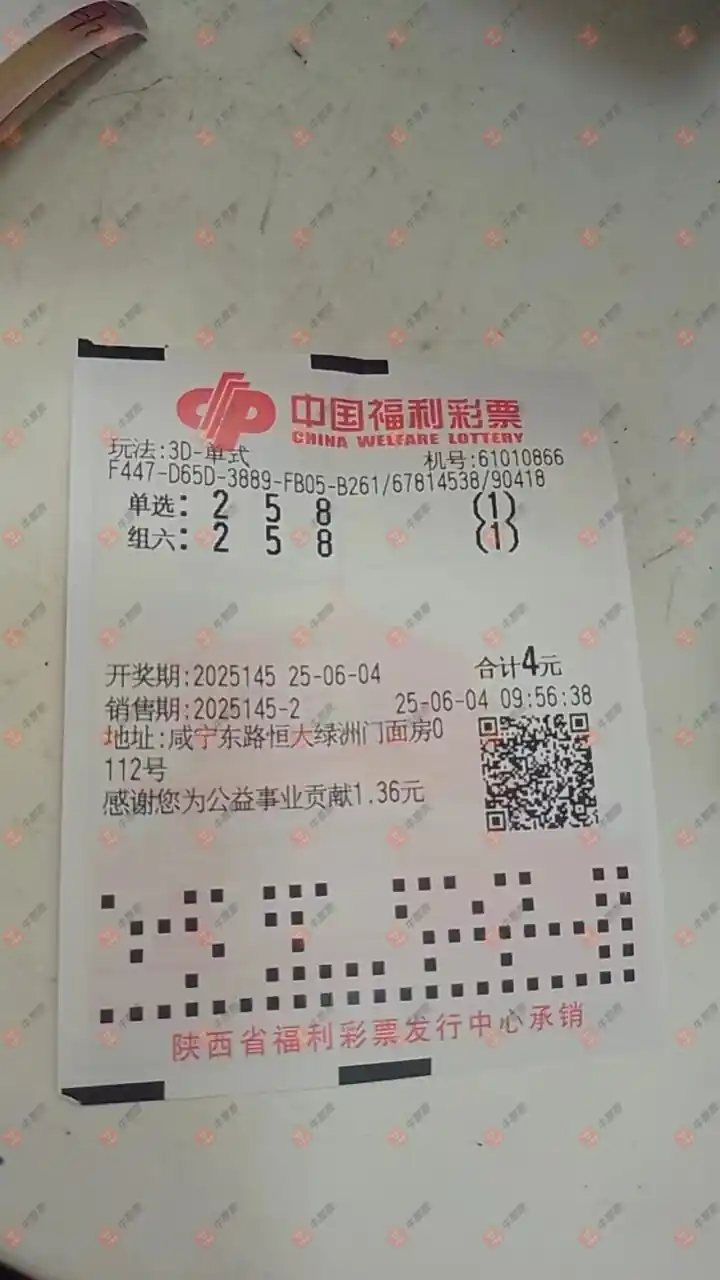 中国福利彩票
CHINA WELFARE LOTTERY
玩法:3D-单式 机号:61010866
F447-D65D-3889-FB05-B261/67814538/90418
单选: 2 5 8 (1)
组六: 2 5 8 (1)
开奖期:2025145 25-06-04 合计4元
销售期:2025145-2 25-06-04 09:56:38
地址:咸宁东路恒大绿洲门面房0
112号
感谢您为公益事业贡献1.36元
陕西省福利彩票发行中心承销